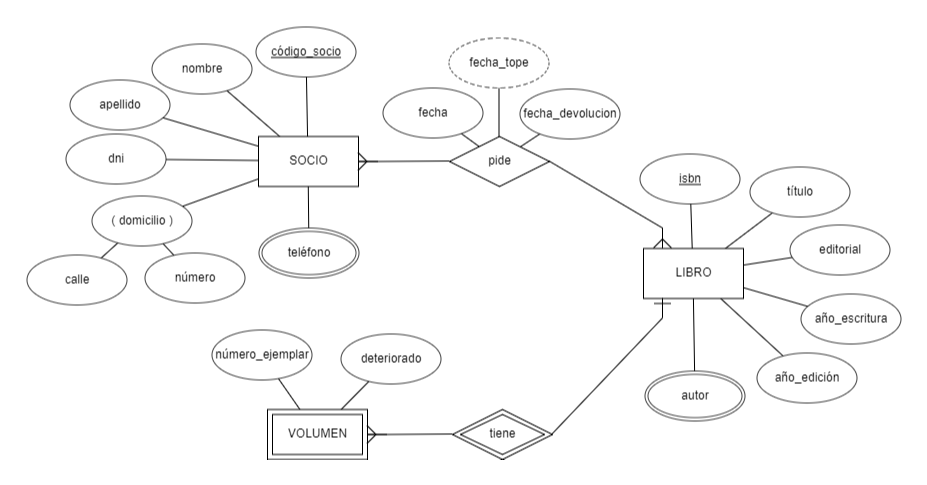 código_socio
nombre
fecha_tope
apellido
fecha
fecha_devolucion
dni
SOCIO
pide
isbn
título
( domicilio )
teléfono
editorial
calle
número
LIBRO
año_escritura
número_ejemplar
deteriorado
año_edición
autor
VOLUMEN
tiene